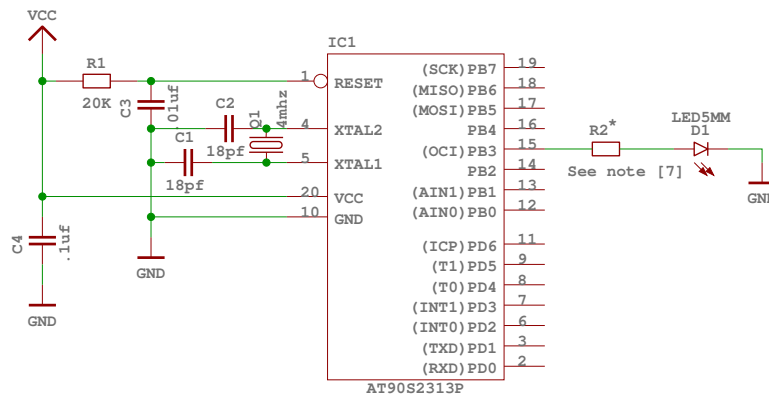 VCC
R1
20K
C3
.01uf
C2
18pf
C1
18pf
Q1
4mhz
C4
.1uf
GND
GND
IC1
1 RESET
4 XTAL2
5 XTAL1
20 VCC
10 GND
(SCK)PB7 19
(MISO)PB6 18
(MOSI)PB5 17
PB4 16
(OCI)PB3 15
PB2 14
(AIN1)PB1 13
(AIN0)PB0 12
(ICP)PD6 11
(T1)PD5 9
(T0)PD4 8
(INT1)PD3 7
(INT0)PD2 6
(TXD)PD1 3
(RXD)PD0 2
AT90S2313P
R2*
See note [7]
LED5MM
D1
GND